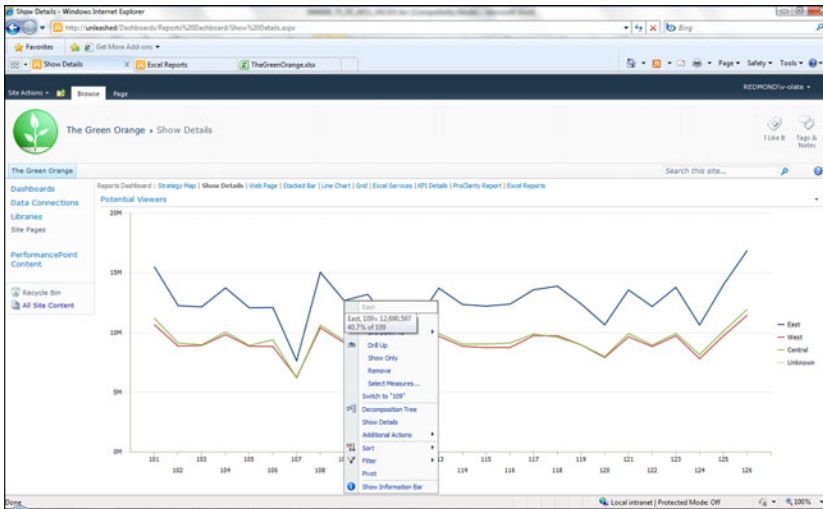 Show Details - Windows Internet Explorer
http://unleashed/Dashboards/Reports%20Dashboard/Show%20Details.aspx
Bing
Favorites Get More Add-ons
Show Details Excel Reports TheGreenOrange.xlsx
Page Safety Tools
Site Actions Browse Page REDMOND\v-olate
The Green Orange Show Details
I Like It Tags & Notes
The Green Orange Search this site...
Dashboards
Data Connections
Libraries
Site Pages
PerformancePoint Content
Recycle Bin
All Site Content
Reports Dashboard : Strategy Map | Show Details | Web Page | Stacked Bar | Line Chart | Grid | Excel Services | KPI Details | ProClarity Report | Excel Reports
Potential Viewers
20M
15M
10M
5M
0M
East
East, 109= 12,690,597
40.7% of 109
Drill Up
Show Only
Remove
Select Measures...
Switch to "109"
Decomposition Tree
Show Details
Additional Actions
Sort
Filter
Pivot
Show Information Bar
East
West
Central
Unknown
101 103 105 107 115 117 119 121 123 125
102 104 106 108 114 116 118 120 122 124 126
Done Local intranet | Protected Mode: Off 100%